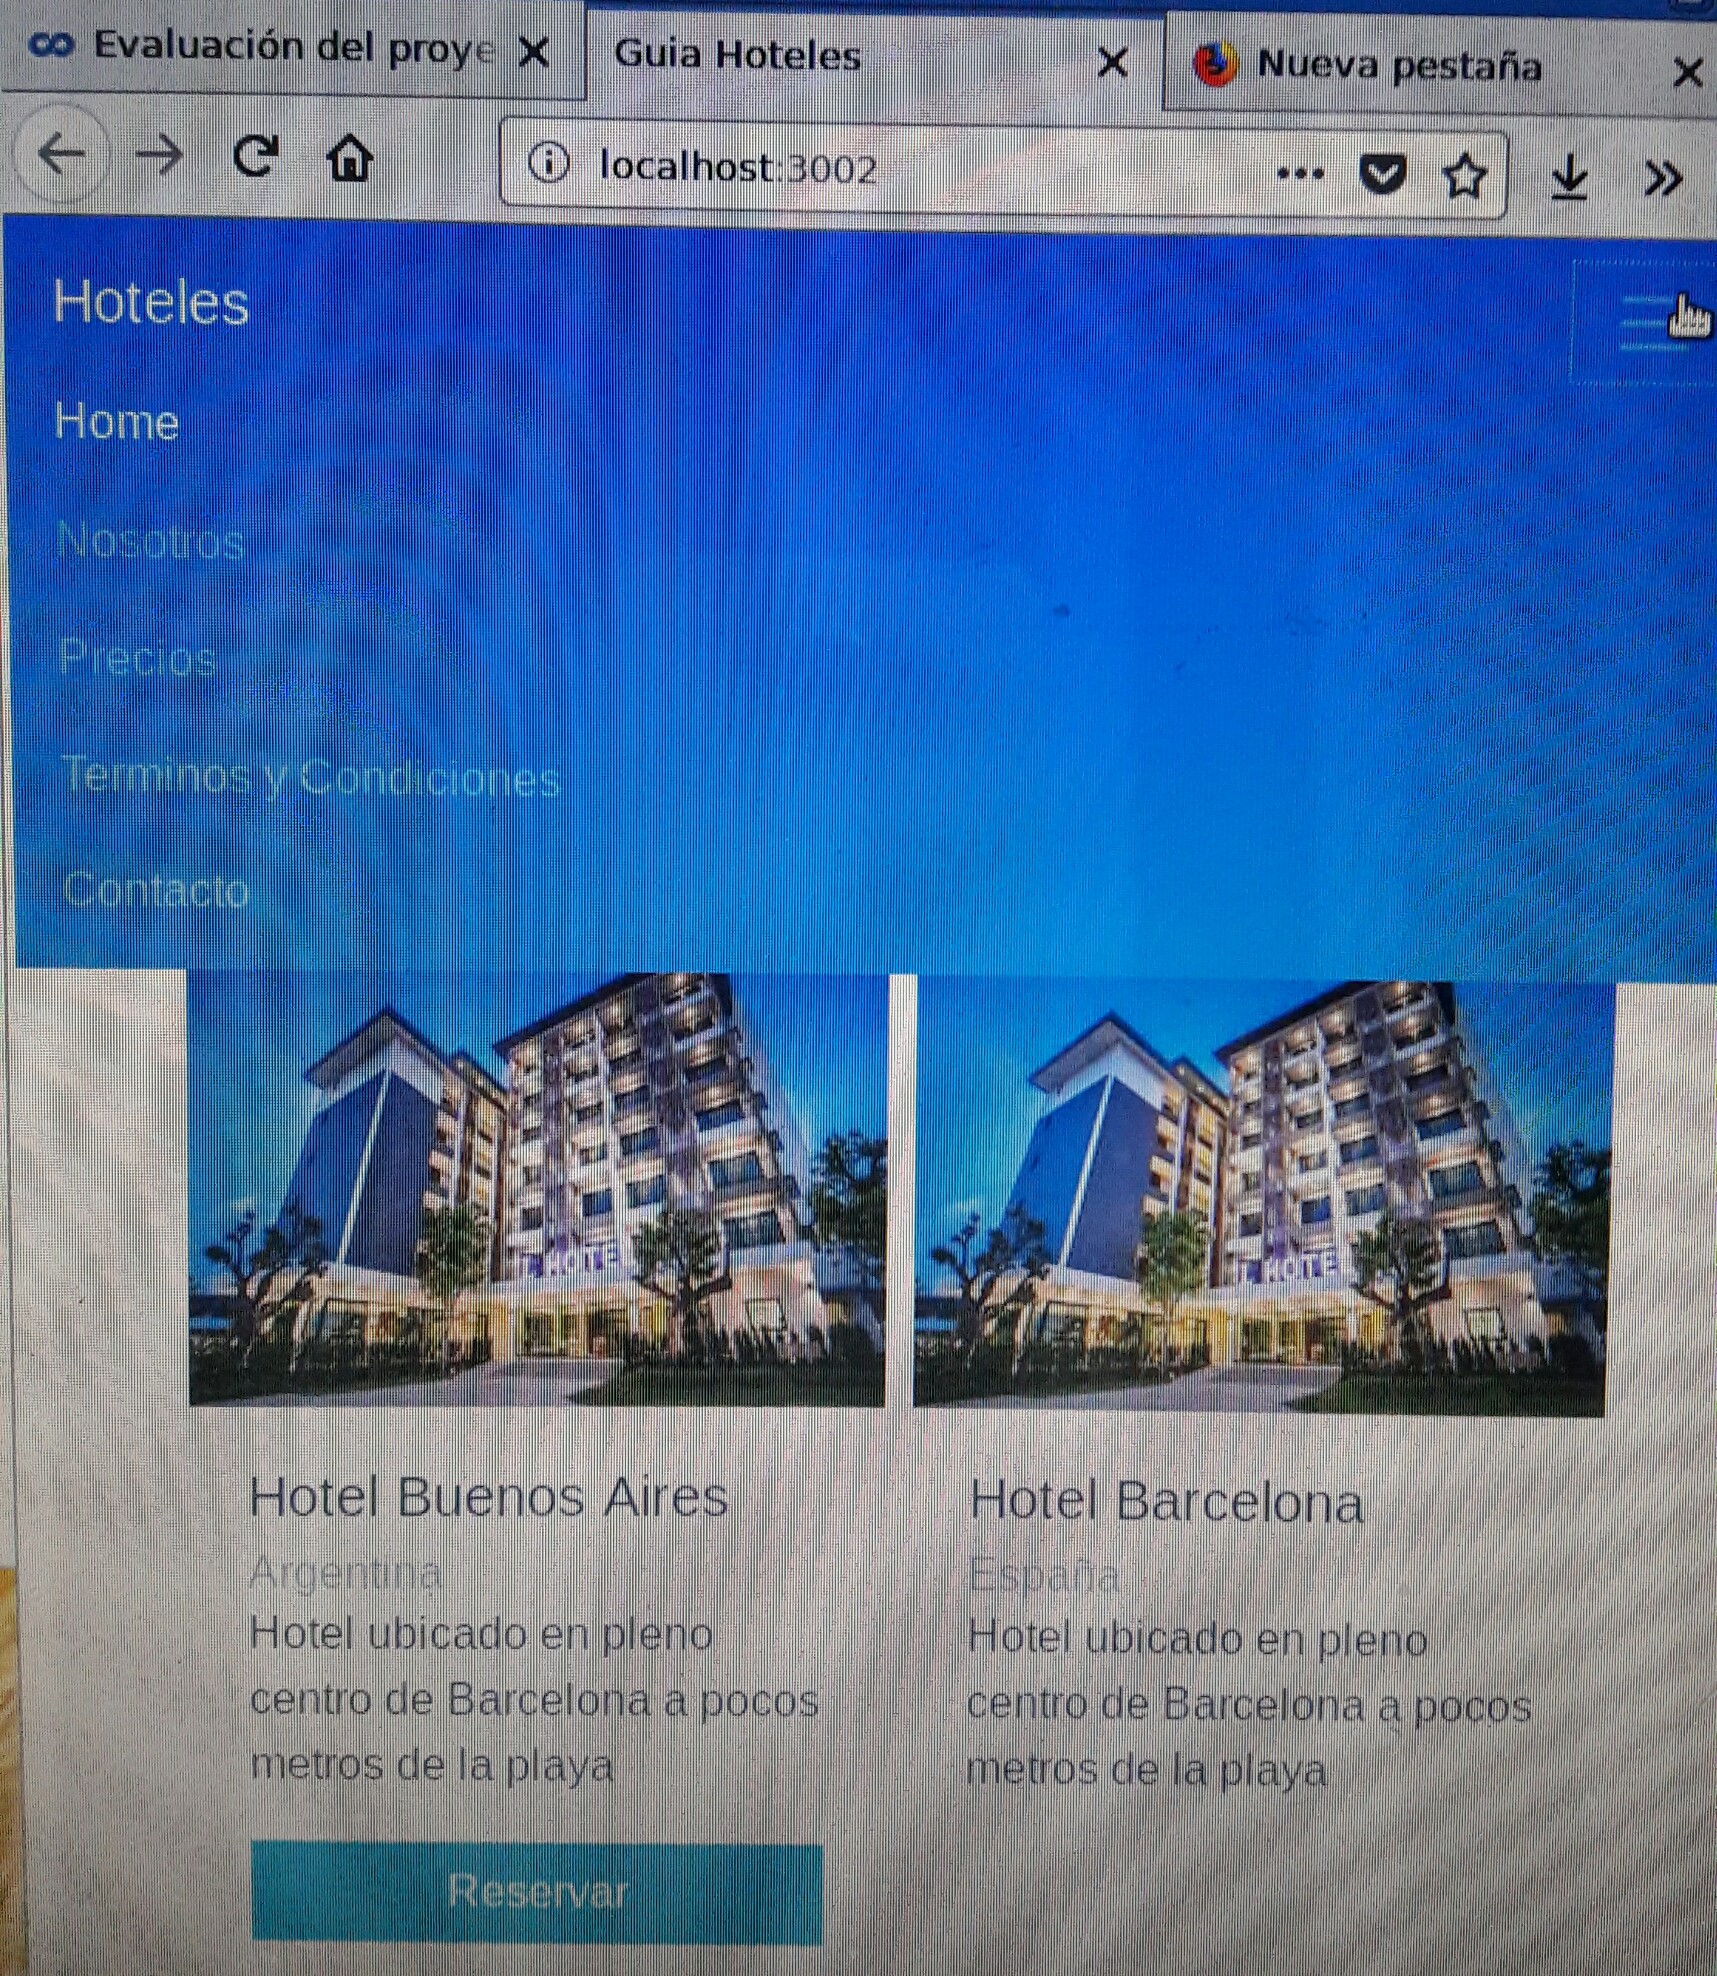 Evaluación del proye
Guia Hoteles
Nueva pestaña
localhost:3002
Hoteles
Home
Nosotros
Precios
Terminos y Condiciones
Contacto
HOTE
HOTE
Hotel Buenos Aires
Argentina
Hotel ubicado en pleno
centro de Barcelona a pocos
metros de la playa
Reservar
Hotel Barcelona
España
Hotel ubicado en pleno
centro de Barcelona a pocos
metros de la playa